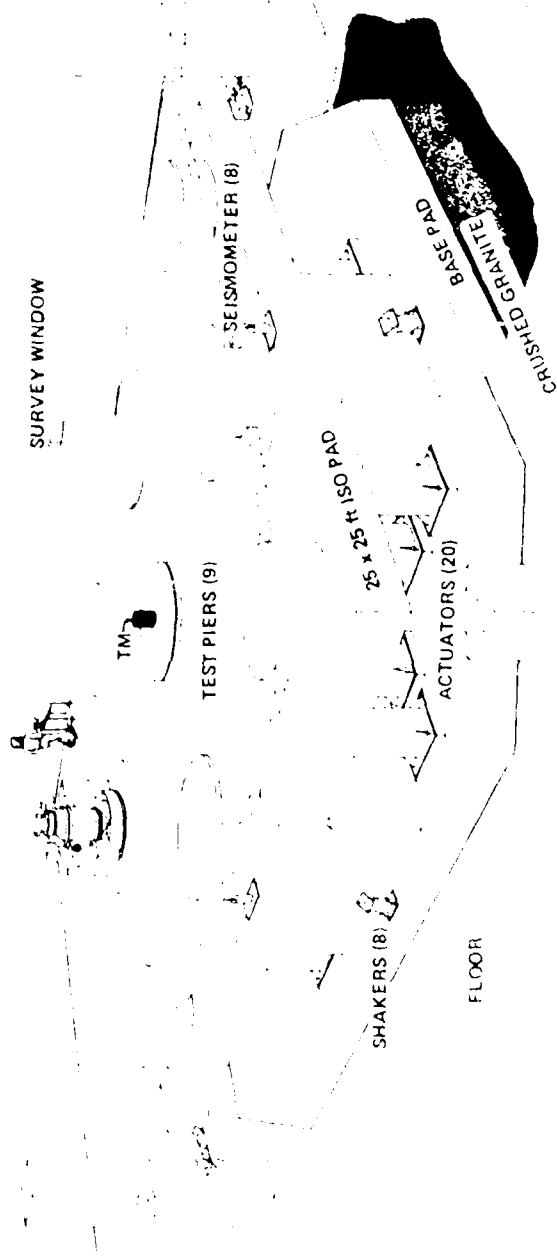 SURVEY WINDOW
SEISMOMETER (8)
TM
TEST PIERS (9)
BASE PAD
CRUSHED GRANITE
25 x 25 ft ISO PAD
ACTUATORS (20)
SHAKERS (8)
FLOOR